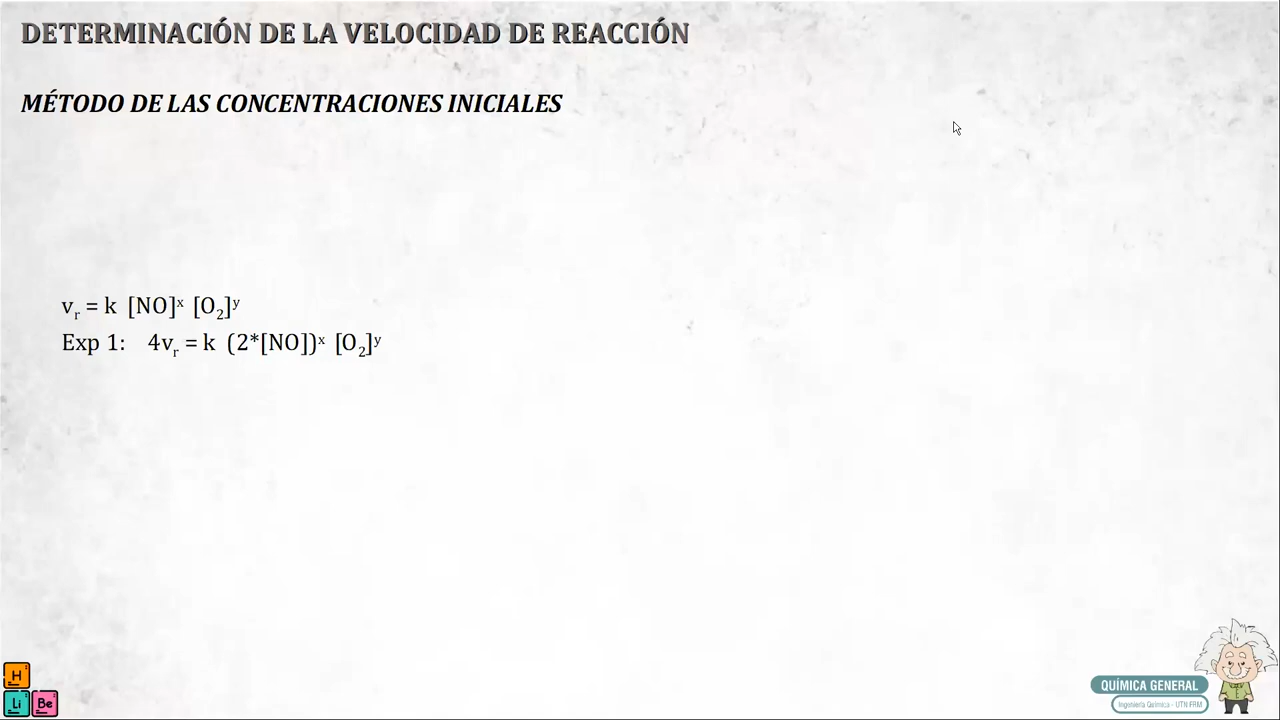 DETERMINACIÓN DE LA VELOCIDAD DE REACCIÓN
MÉTODO DE LAS CONCENTRACIONES INICIALES
vᵣ = k [NO]ˣ [O₂]ʸ
Exp 1: 4vᵣ = k (2*[NO])ˣ [O₂]ʸ
H
Li Be
QUÍMICA GENERAL
Ingeniería Química - UTN FRM